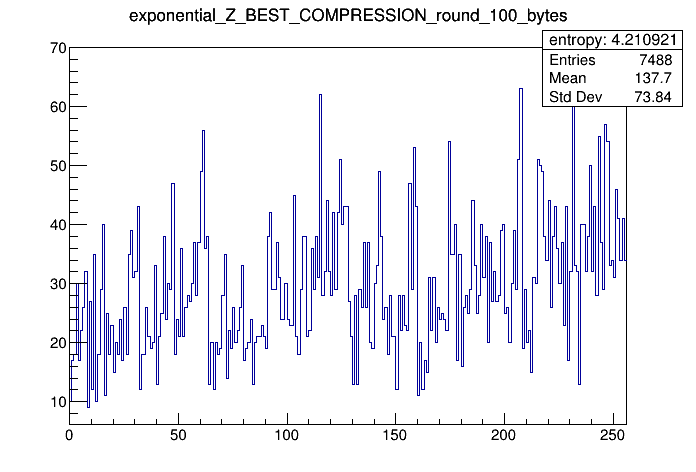 exponential_Z_BEST_COMPRESSION_round_100_bytes
entropy: 4.210921
Entries 7488
Mean 137.7
Std Dev 73.84
70
60
50
40
30
20
10
0 50 100 150 200 250